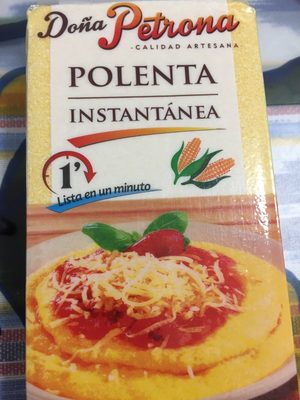 Doña Petrona
-CALIDAD ARTESANA
POLENTA
INSTANTÁNEA
1'
Lista en un minuto